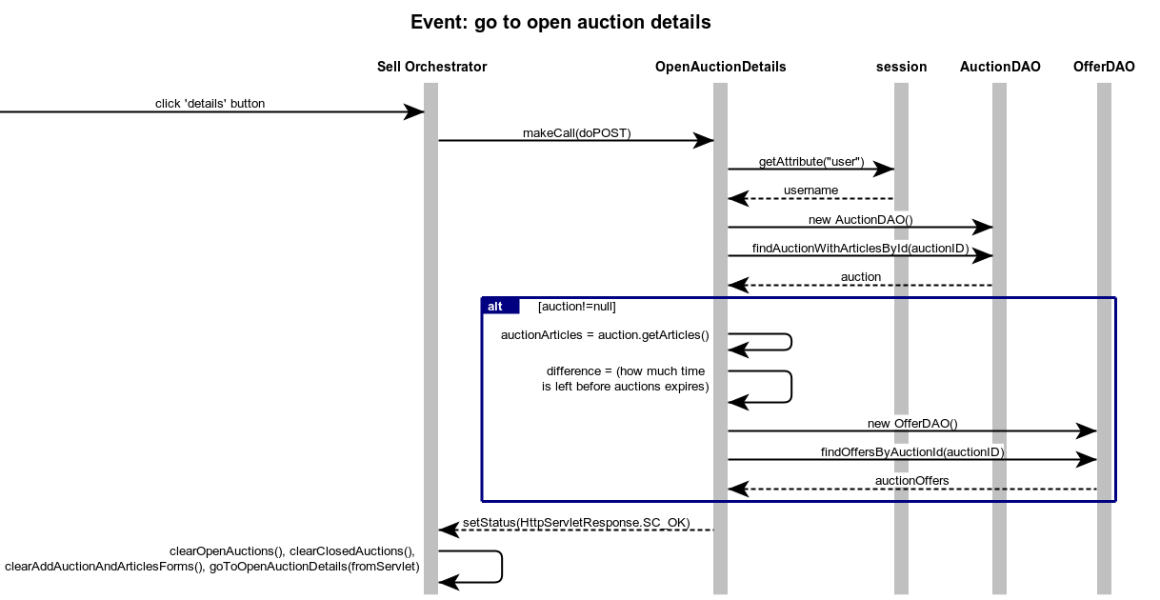 Event: go to open auction details
Sell Orchestrator
OpenAuctionDetails
session
AuctionDAO
OfferDAO
click 'details' button
makeCall(doPOST)
getAttribute("user")
username
new AuctionDAO()
findAuctionWithArticlesById(auctionID)
auction
alt
[auction!=null]
auctionArticles = auction.getArticles()
difference = (how much time
is left before auctions expires)
new OfferDAO()
findOffersByAuctionId(auctionID)
auctionOffers
setStatus(HttpServletResponse.SC_OK)
clearOpenAuctions(), clearClosedAuctions(),
clearAddAuctionAndArticlesForms(), goToOpenAuctionDetails(fromServlet)